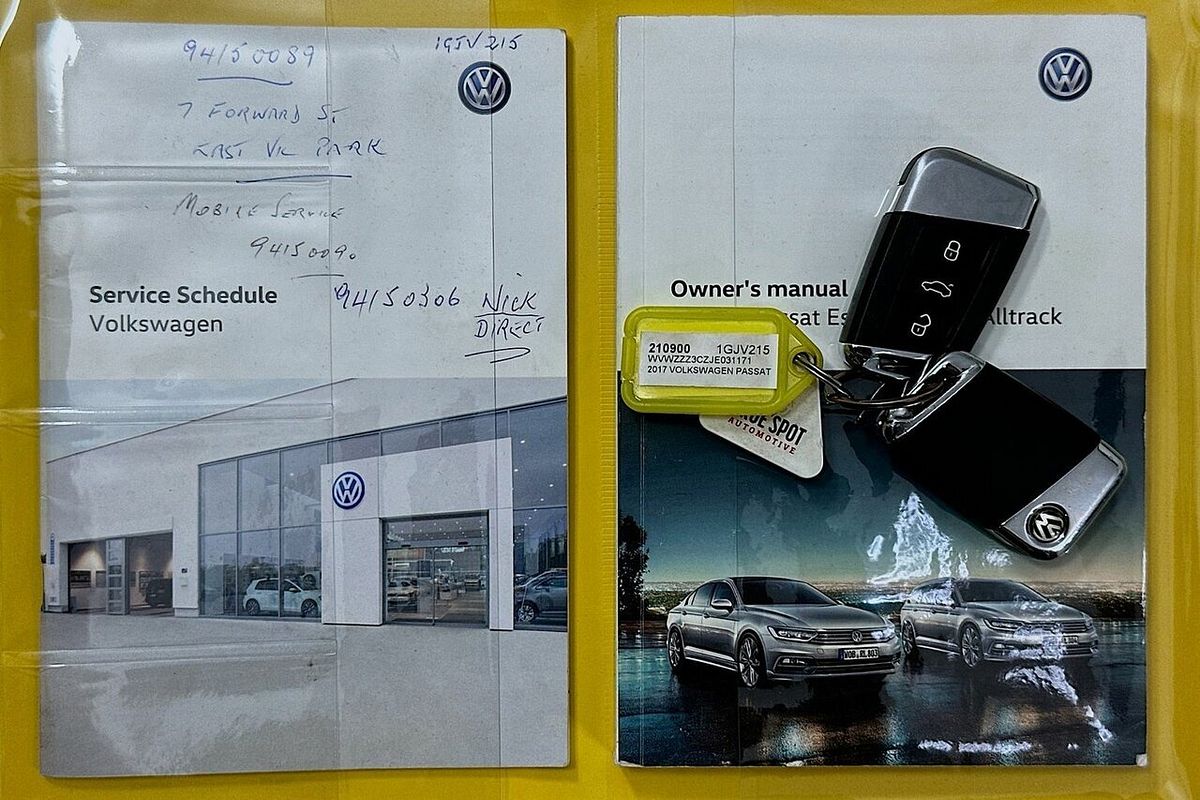 94150089
1GJV215
7 FORWARD ST
EAST VIC PARK
MOBILE SERVICE
94150090
94150306 NICK
DIRECT
Service Schedule
Volkswagen
Owner's manual
Alltrack
210900 1GJV215
WVWZZZ3CZJE031171
2017 VOLKSWAGEN PASSAT
SPOT
AUTOMOTIVE